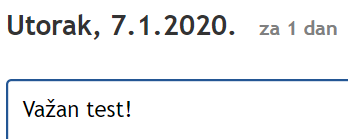 Utorak, 7.1.2020. za 1 dan
Važan test!